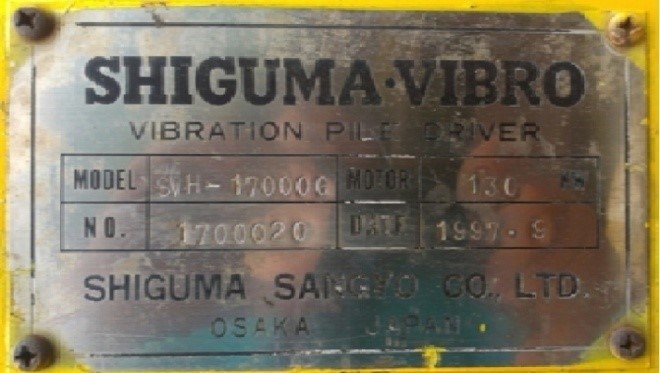 SHIGUMA·VIBRO
VIBRATION PILE DRIVER
MODEL SVH-17000G MOTOR 130 KW
NO. 1700020 DATE 1997.9
SHIGUMA SANGYO CO., LTD.
OSAKA JAPAN